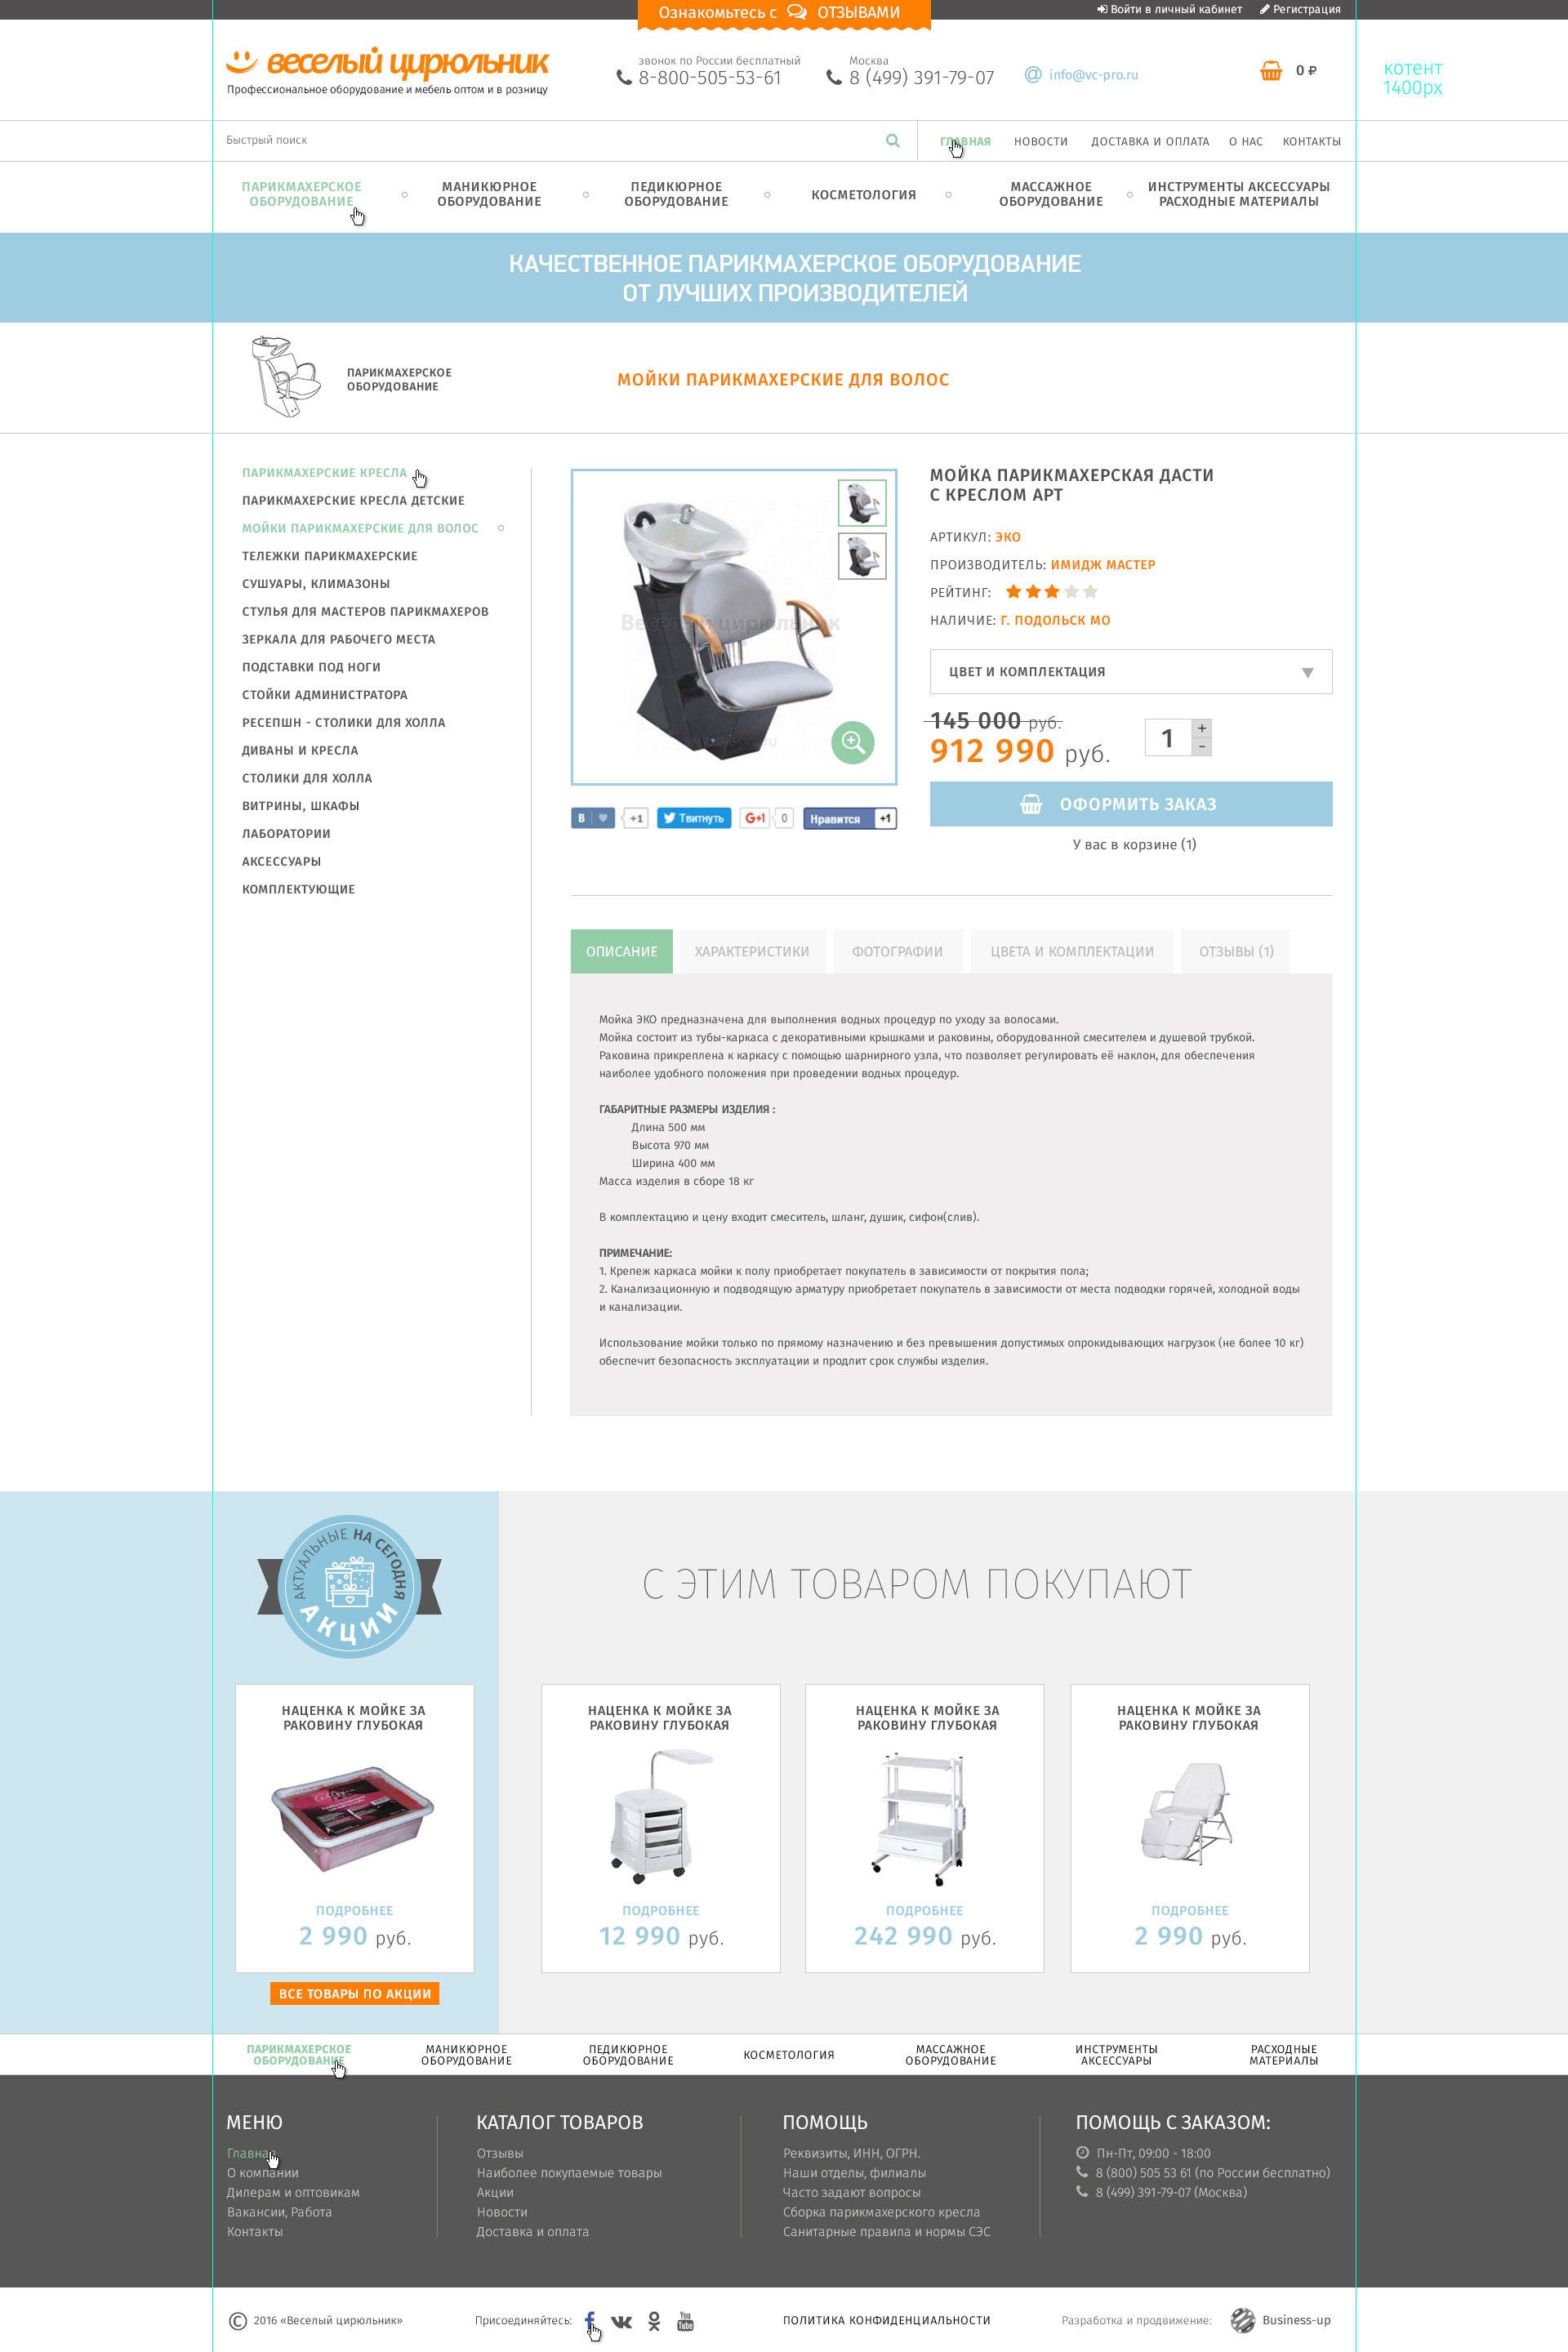 Ознакомьтесь с ОТЗЫВАМИ
Войти в личный кабинет Регистрация
веселый цирюльник
Профессиональное оборудование и мебель оптом и в розницу
звонок по России бесплатный
8-800-505-53-61
Москва
8 (499) 391-79-07
@ info@vc-pro.ru
0 ₽
котент
1400px
Быстрый поиск
ГЛАВНАЯ НОВОСТИ ДОСТАВКА И ОПЛАТА О НАС КОНТАКТЫ
ПАРИКМАХЕРСКОЕ
ОБОРУДОВАНИЕ
МАНИКЮРНОЕ
ОБОРУДОВАНИЕ
ПЕДИКЮРНОЕ
ОБОРУДОВАНИЕ
КОСМЕТОЛОГИЯ
МАССАЖНОЕ
ОБОРУДОВАНИЕ
ИНСТРУМЕНТЫ АКСЕССУАРЫ
РАСХОДНЫЕ МАТЕРИАЛЫ
КАЧЕСТВЕННОЕ ПАРИКМАХЕРСКОЕ ОБОРУДОВАНИЕ
ОТ ЛУЧШИХ ПРОИЗВОДИТЕЛЕЙ
ПАРИКМАХЕРСКОЕ
ОБОРУДОВАНИЕ
МОЙКИ ПАРИКМАХЕРСКИЕ ДЛЯ ВОЛОС
ПАРИКМАХЕРСКИЕ КРЕСЛА
ПАРИКМАХЕРСКИЕ КРЕСЛА ДЕТСКИЕ
МОЙКИ ПАРИКМАХЕРСКИЕ ДЛЯ ВОЛОС
ТЕЛЕЖКИ ПАРИКМАХЕРСКИЕ
СУШУАРЫ, КЛИМАЗОНЫ
СТУЛЬЯ ДЛЯ МАСТЕРОВ ПАРИКМАХЕРОВ
ЗЕРКАЛА ДЛЯ РАБОЧЕГО МЕСТА
ПОДСТАВКИ ПОД НОГИ
СТОЙКИ АДМИНИСТРАТОРА
РЕСЕПШН - СТОЛИКИ ДЛЯ ХОЛЛА
ДИВАНЫ И КРЕСЛА
СТОЛИКИ ДЛЯ ХОЛЛА
ВИТРИНЫ, ШКАФЫ
ЛАБОРАТОРИИ
АКСЕССУАРЫ
КОМПЛЕКТУЮЩИЕ
Весёлый цирюльник
В +1 Твитнуть G+1 0 Нравится +1
МОЙКА ПАРИКМАХЕРСКАЯ ДАСТИ
С КРЕСЛОМ АРТ
АРТИКУЛ: ЭКО
ПРОИЗВОДИТЕЛЬ: ИМИДЖ МАСТЕР
РЕЙТИНГ:
НАЛИЧИЕ: Г. ПОДОЛЬСК МО
ЦВЕТ И КОМПЛЕКТАЦИЯ
145 000 руб.
912 990 руб.
1 + -
ОФОРМИТЬ ЗАКАЗ
У вас в корзине (1)
ОПИСАНИЕ ХАРАКТЕРИСТИКИ ФОТОГРАФИИ ЦВЕТА И КОМПЛЕКТАЦИИ ОТЗЫВЫ (1)
Мойка ЭКО предназначена для выполнения водных процедур по уходу за волосами.
Мойка состоит из тубы-каркаса с декоративными крышками и раковины, оборудованной смесителем и душевой трубкой.
Раковина прикреплена к каркасу с помощью шарнирного узла, что позволяет регулировать её наклон, для обеспечения
наиболее удобного положения при проведении водных процедур.
ГАБАРИТНЫЕ РАЗМЕРЫ ИЗДЕЛИЯ :
Длина 500 мм
Высота 970 мм
Ширина 400 мм
Масса изделия в сборе 18 кг
В комплектацию и цену входит смеситель, шланг, душик, сифон(слив).
ПРИМЕЧАНИЕ:
1. Крепеж каркаса мойки к полу приобретает покупатель в зависимости от покрытия пола;
2. Канализационную и подводящую арматуру приобретает покупатель в зависимости от места подводки горячей, холодной воды
и канализации.
Использование мойки только по прямому назначению и без превышения допустимых опрокидывающих нагрузок (не более 10 кг)
обеспечит безопасность эксплуатации и продлит срок службы изделия.
АКТУАЛЬНЫЕ НА СЕГОДНЯ
АКЦИИ
С ЭТИМ ТОВАРОМ ПОКУПАЮТ
НАЦЕНКА К МОЙКЕ ЗА
РАКОВИНУ ГЛУБОКАЯ
ПОДРОБНЕЕ
2 990 руб.
ВСЕ ТОВАРЫ ПО АКЦИИ
НАЦЕНКА К МОЙКЕ ЗА
РАКОВИНУ ГЛУБОКАЯ
ПОДРОБНЕЕ
12 990 руб.
НАЦЕНКА К МОЙКЕ ЗА
РАКОВИНУ ГЛУБОКАЯ
ПОДРОБНЕЕ
242 990 руб.
НАЦЕНКА К МОЙКЕ ЗА
РАКОВИНУ ГЛУБОКАЯ
ПОДРОБНЕЕ
2 990 руб.
ПАРИКМАХЕРСКОЕ
ОБОРУДОВАНИЕ
МАНИКЮРНОЕ
ОБОРУДОВАНИЕ
ПЕДИКЮРНОЕ
ОБОРУДОВАНИЕ
КОСМЕТОЛОГИЯ
МАССАЖНОЕ
ОБОРУДОВАНИЕ
ИНСТРУМЕНТЫ
АКСЕССУАРЫ
РАСХОДНЫЕ
МАТЕРИАЛЫ
МЕНЮ
Главная
О компании
Дилерам и оптовикам
Вакансии, Работа
Контакты
КАТАЛОГ ТОВАРОВ
Отзывы
Наиболее покупаемые товары
Акции
Новости
Доставка и оплата
ПОМОЩЬ
Реквизиты, ИНН, ОГРН.
Наши отделы, филиалы
Часто задают вопросы
Сборка парикмахерского кресла
Санитарные правила и нормы СЭС
ПОМОЩЬ С ЗАКАЗОМ:
Пн-Пт, 09:00 - 18:00
8 (800) 505 53 61 (по России бесплатно)
8 (499) 391-79-07 (Москва)
© 2016 «Веселый цирюльник»
Присоединяйтесь:
You Tube
ПОЛИТИКА КОНФИДЕНЦИАЛЬНОСТИ
Разработка и продвижение: Business-up